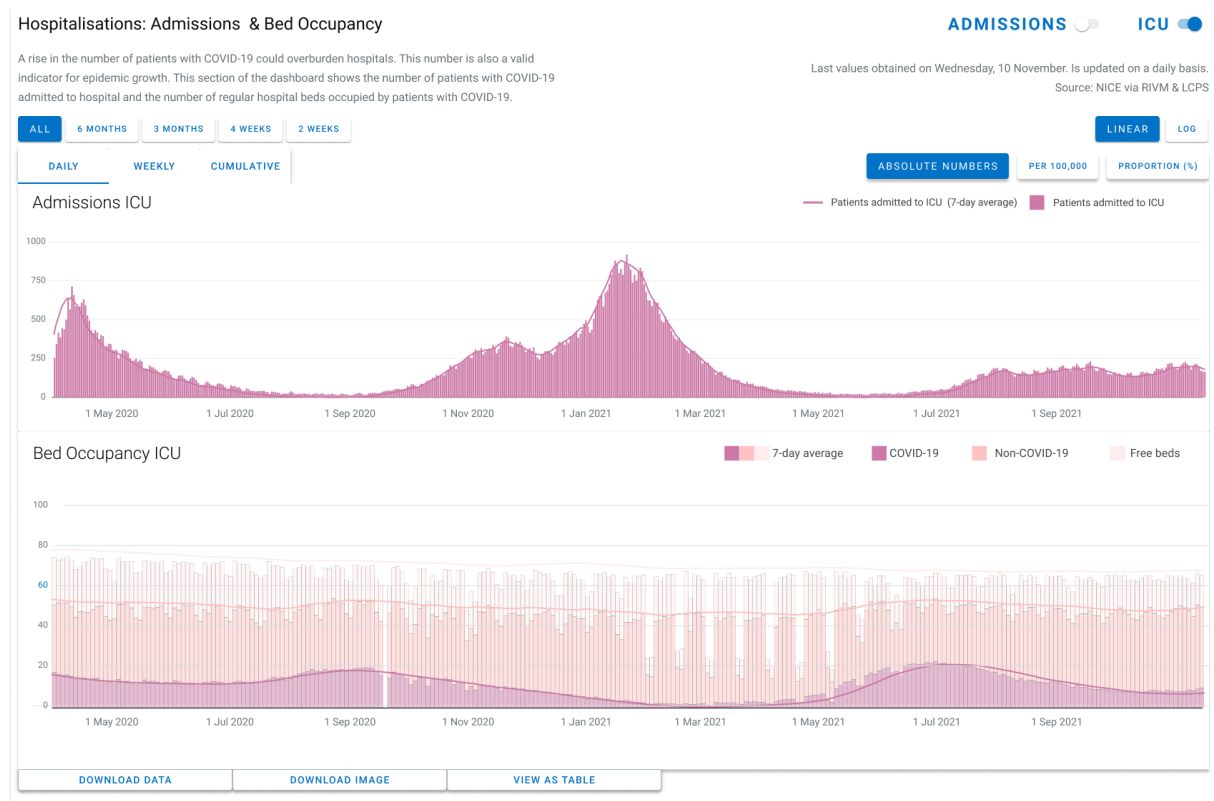 Hospitalisations: Admissions & Bed Occupancy
ADMISSIONS
ICU
A rise in the number of patients with COVID-19 could overburden hospitals. This number is also a valid
indicator for epidemic growth. This section of the dashboard shows the number of patients with COVID-19
admitted to hospital and the number of regular hospital beds occupied by patients with COVID-19.
Last values obtained on Wednesday, 10 November. Is updated on a daily basis.
Source: NICE via RIVM & LCPS
ALL 6 MONTHS 3 MONTHS 4 WEEKS 2 WEEKS
LINEAR LOG
DAILY WEEKLY CUMULATIVE
ABSOLUTE NUMBERS PER 100,000 PROPORTION (%)
Admissions ICU
Patients admitted to ICU (7-day average) Patients admitted to ICU
1000
750
500
250
0
1 May 2020 1 Jul 2020 1 Sep 2020 1 Nov 2020 1 Jan 2021 1 Mar 2021 1 May 2021 1 Jul 2021 1 Sep 2021
Bed Occupancy ICU
7-day average COVID-19 Non-COVID-19 Free beds
100
80
60
40
20
0
1 May 2020 1 Jul 2020 1 Sep 2020 1 Nov 2020 1 Jan 2021 1 Mar 2021 1 May 2021 1 Jul 2021 1 Sep 2021
DOWNLOAD DATA DOWNLOAD IMAGE VIEW AS TABLE